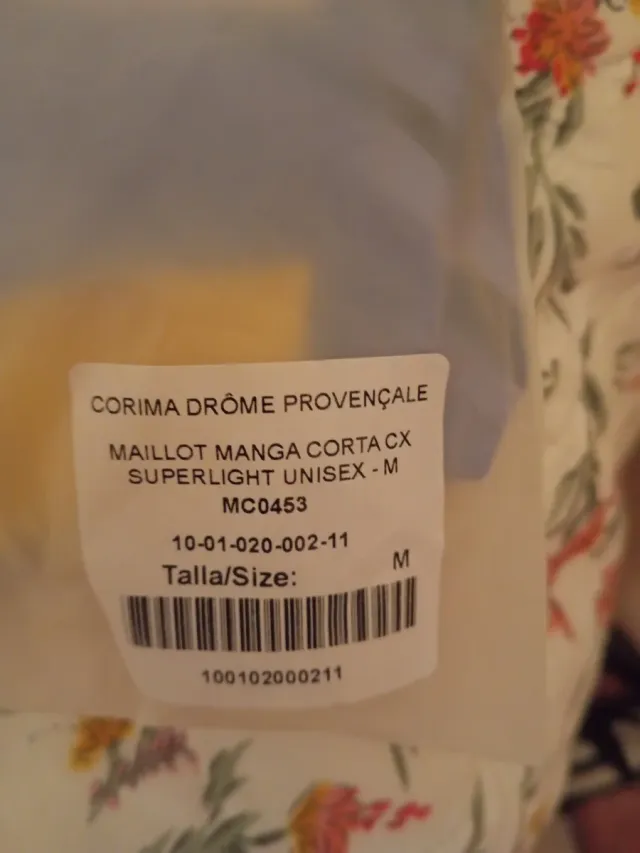 CORIMA DRÔME PROVENÇALE
MAILLOT MANGA CORTA CX
SUPERLIGHT UNISEX - M
MC0453
10-01-020-002-11
Talla/Size: M
100102000211